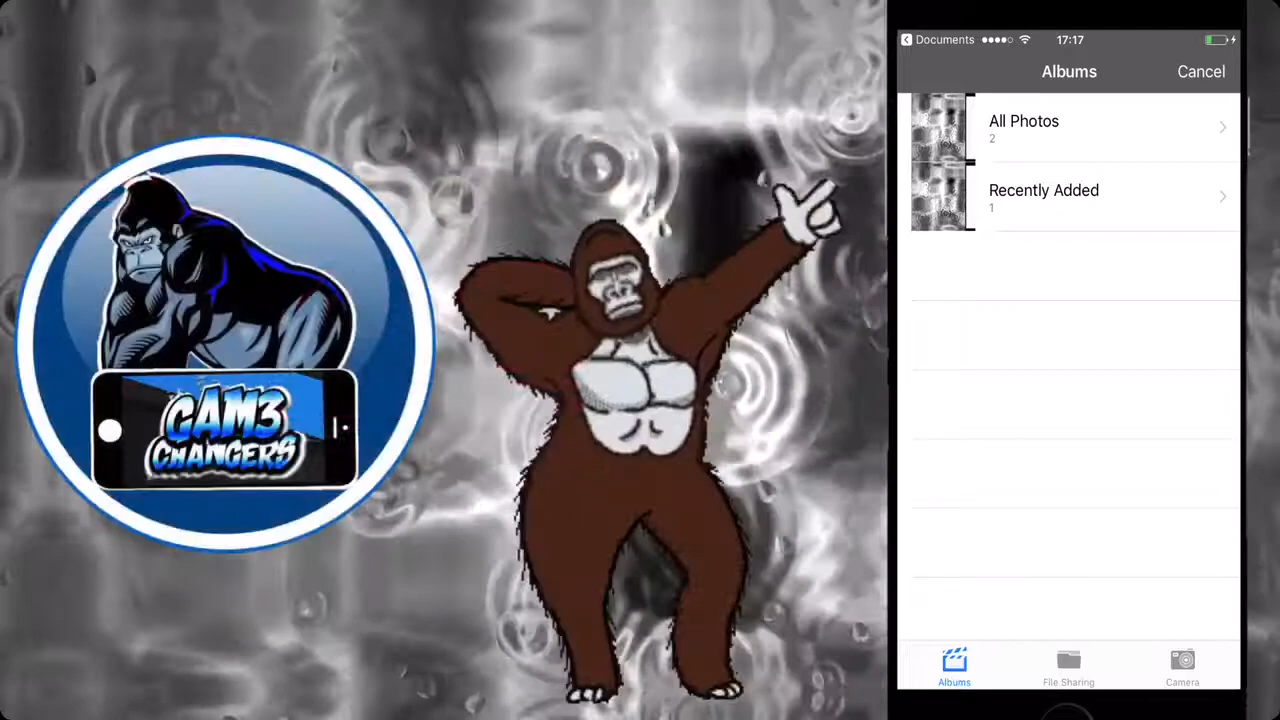 GAM3
CHANGERS
Documents
17:17
Albums
Cancel
All Photos
2
Recently Added
1
Albums
File Sharing
Camera